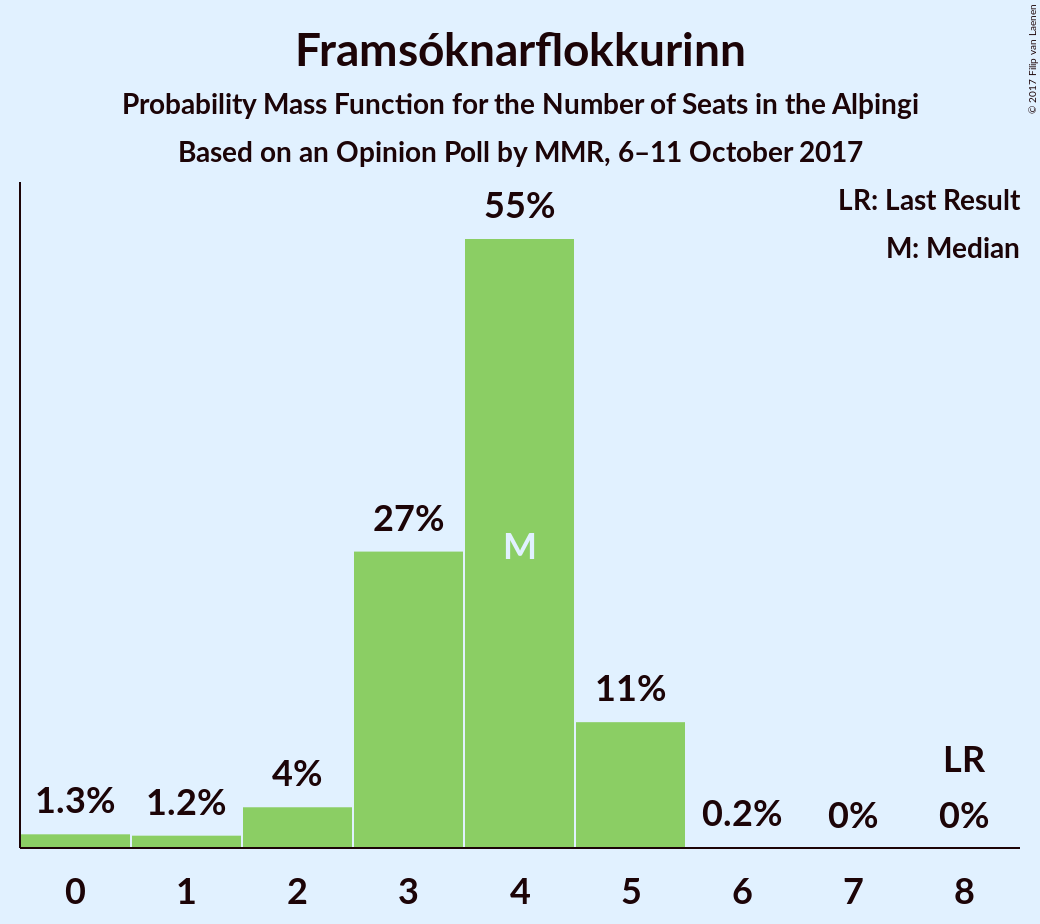 Framsóknarflokkurinn
Probability Mass Function for the Number of Seats in the Alþingi
Based on an Opinion Poll by MMR, 6–11 October 2017
© 2017 Filip van Laenen
LR: Last Result
M: Median
55%
27%
M
11%
4%
1.3%
1.2%
0.2%
0%
LR
0%
0 1 2 3 4 5 6 7 8